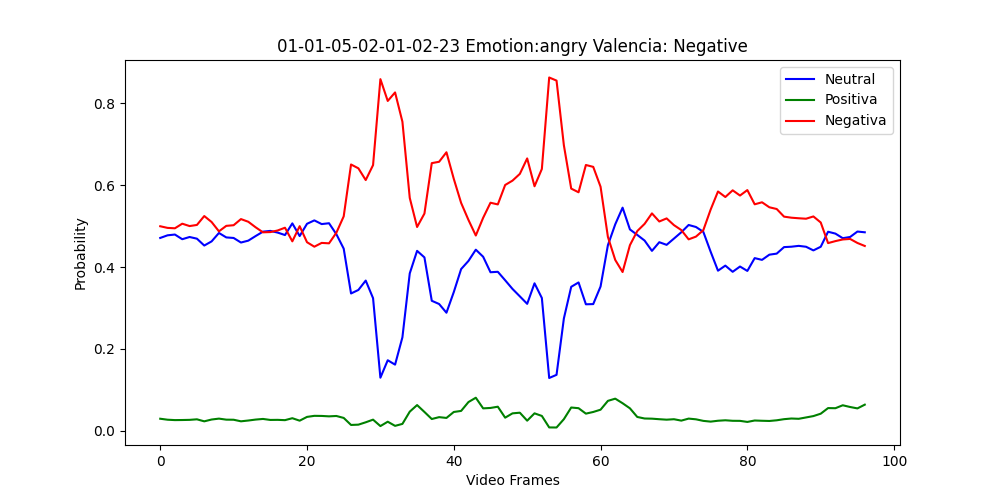 01-01-05-02-01-02-23 Emotion:angry Valencia: Negative
Neutral
Positiva
Negativa
Probability
0.8
0.6
0.4
0.2
0.0
0
20
40
60
80
100
Video Frames